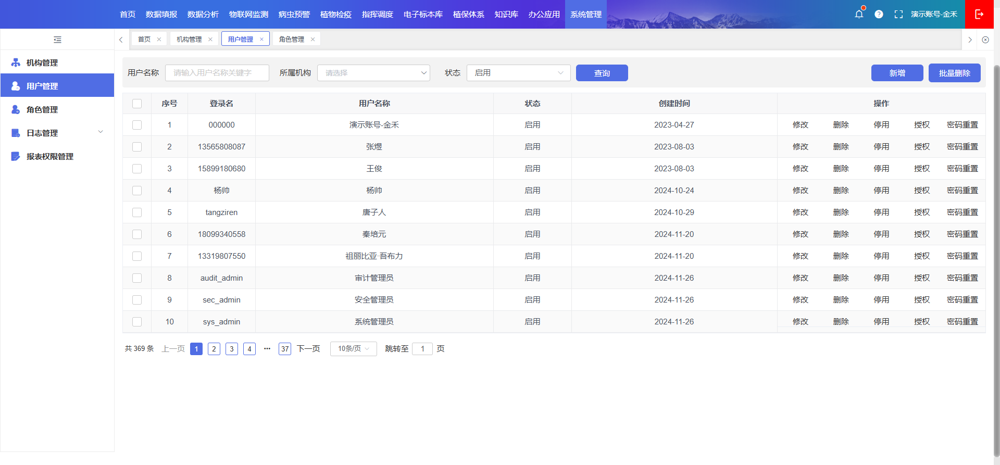 首页 数据填报 数据分析 物联网监测 病虫预警 植物检疫 指挥调度 电子标本库 植保体系 知识库 办公应用 系统管理 演示账号-金禾
首页 机构管理 用户管理 角色管理
机构管理
用户管理
角色管理
日志管理
报表权限管理
用户名称 请输入用户名称关键字 所属机构 请选择 状态 启用 查询 新增 批量删除
序号 登录名 用户名称 状态 创建时间 操作
1 000000 演示账号-金禾 启用 2023-04-27 修改 删除 停用 授权 密码重置
2 13565808087 张煜 启用 2023-08-03 修改 删除 停用 授权 密码重置
3 15899180680 王俊 启用 2023-08-03 修改 删除 停用 授权 密码重置
4 杨帅 杨帅 启用 2024-10-24 修改 删除 停用 授权 密码重置
5 tangziren 唐子人 启用 2024-10-29 修改 删除 停用 授权 密码重置
6 18099340558 秦培元 启用 2024-11-20 修改 删除 停用 授权 密码重置
7 13319807550 祖丽比亚·吾布力 启用 2024-11-20 修改 删除 停用 授权 密码重置
8 audit_admin 审计管理员 启用 2024-11-26 修改 删除 停用 授权 密码重置
9 sec_admin 安全管理员 启用 2024-11-26 修改 删除 停用 授权 密码重置
10 sys_admin 系统管理员 启用 2024-11-26 修改 删除 停用 授权 密码重置
共 369 条 上一页 1 2 3 4 ··· 37 下一页 10条/页 跳转至 1 页